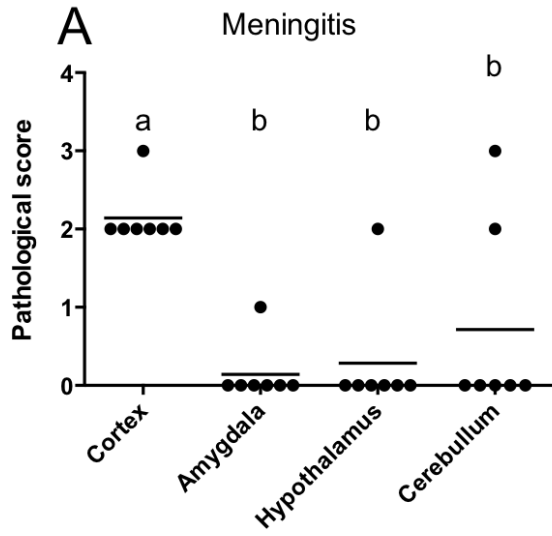 A
Meningitis
Pathological score
4
3
2
1
0
a
b
b
b
Cortex
Amygdala
Hypothalamus
Cerebullum